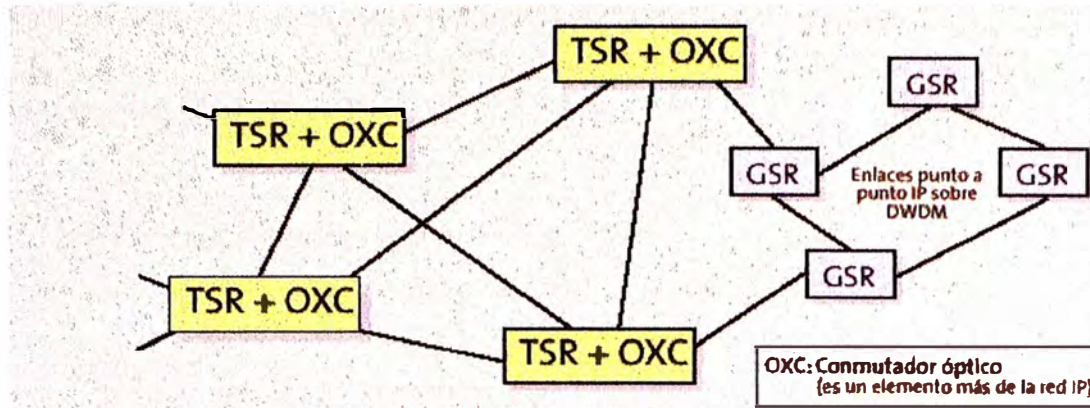 TSR + OXC
GSR
TSR + OXC
GSR
Enlaces punto a
punto IP sobre
DWDM
GSR
GSR
TSR + OXC
TSR + OXC
OXC: Conmutador óptico
(es un elemento más de la red IP)